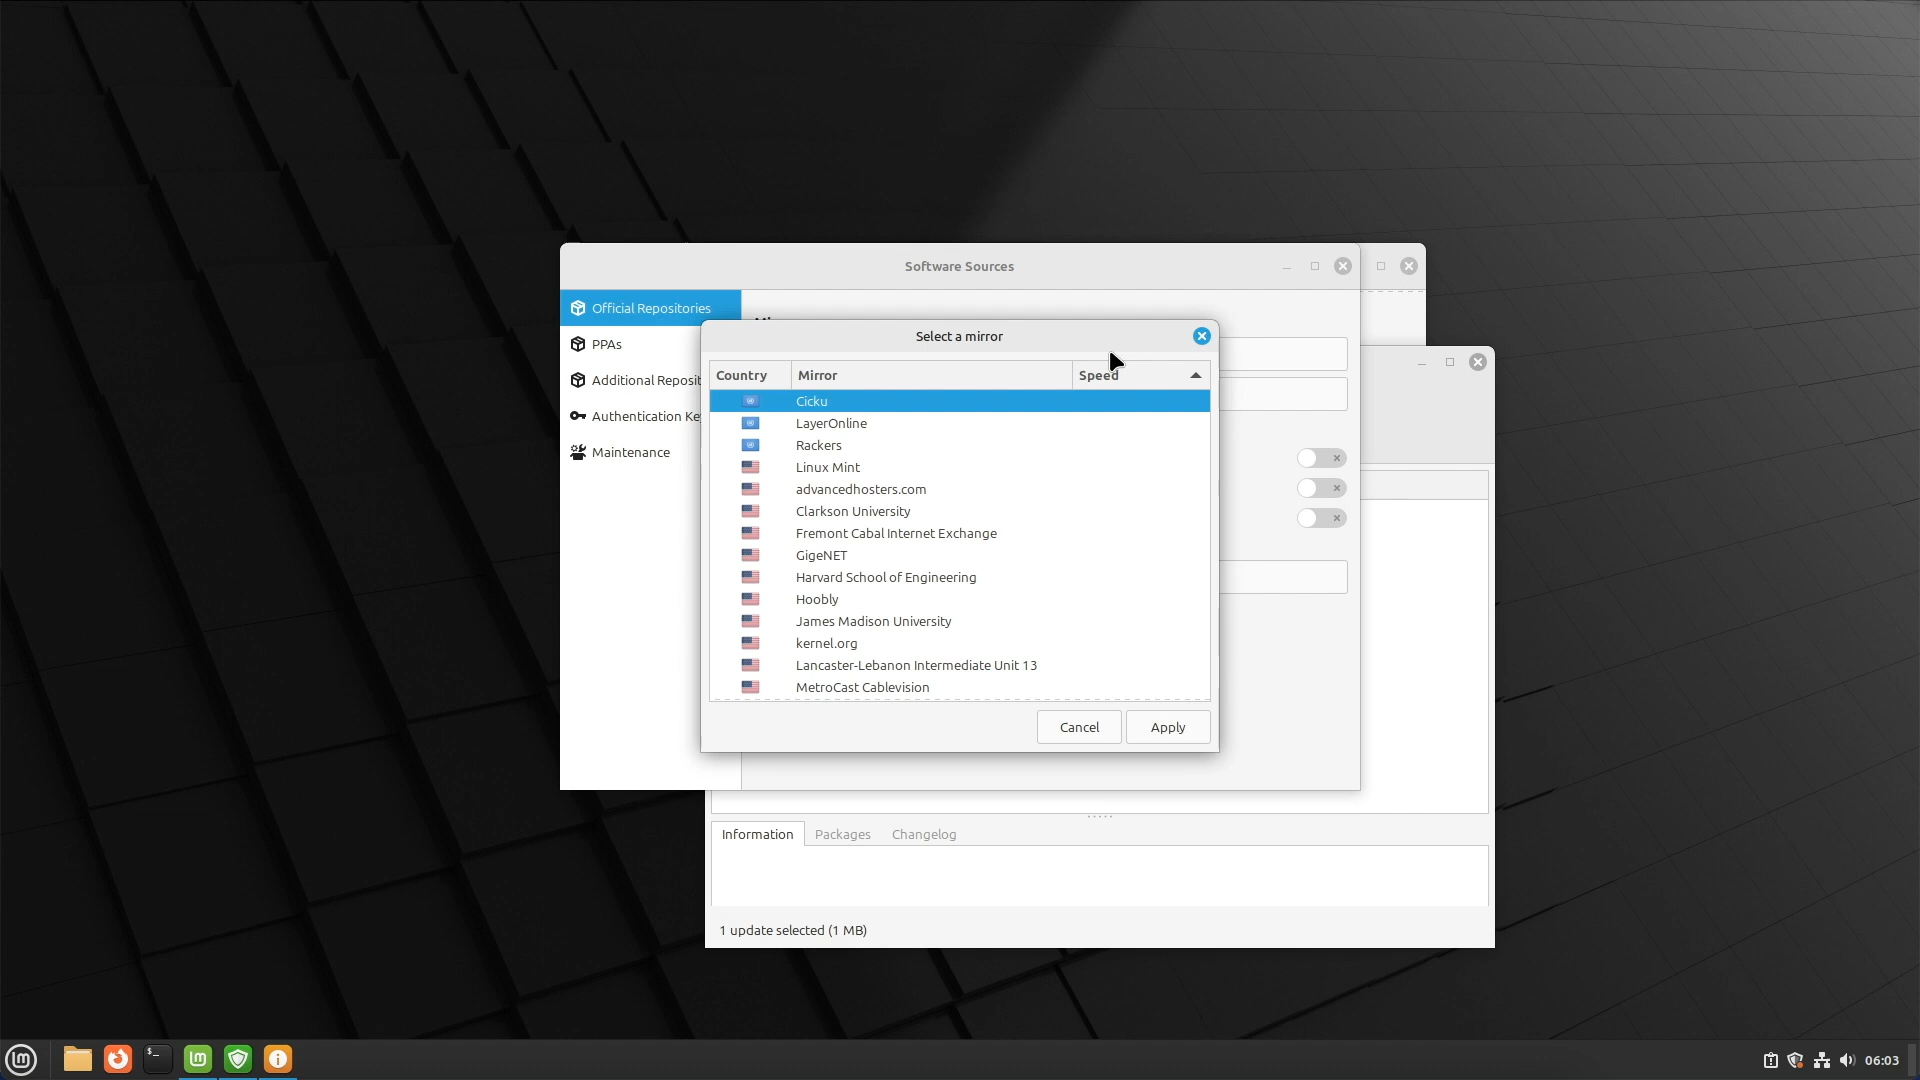 Software Sources
Official Repositories
PPAs
Additional Reposit
Authentication Ke
Maintenance
Select a mirror
Country Mirror Speed
Cicku
LayerOnline
Rackers
Linux Mint
advancedhosters.com
Clarkson University
Fremont Cabal Internet Exchange
GigeNET
Harvard School of Engineering
Hoobly
James Madison University
kernel.org
Lancaster-Lebanon Intermediate Unit 13
MetroCast Cablevision
Cancel Apply
Information Packages Changelog
1 update selected (1 MB)
06:03